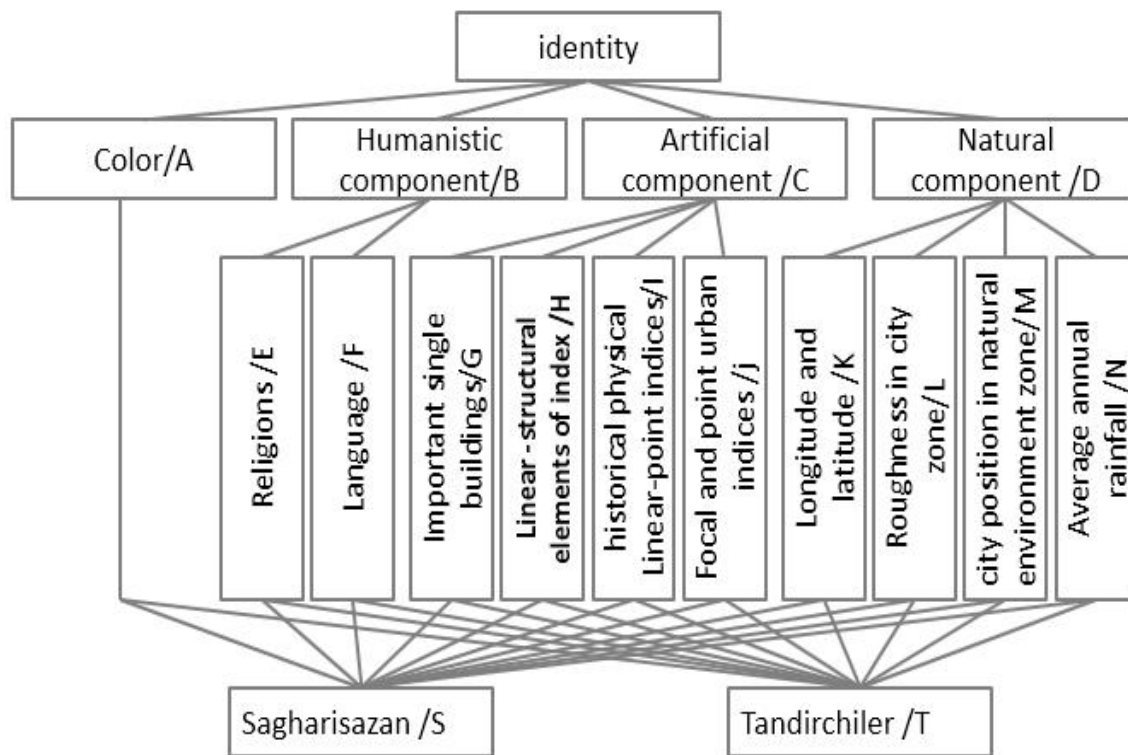 identity
Color/A
Humanistic
component/B
Artificial
component /C
Natural
component /D
Religions /E
Language /F
Important single
buildings/G
Linear-structural
elements of index /H
historical physical
Linear-point indices/I
Focal and point urban
indices /j
Longitude and
latitude /K
Roughness in city
zone/L
city position in natural
environment zone/M
Average annual
rainfall /N
Sagharisazan /S
Tandirchiler /T